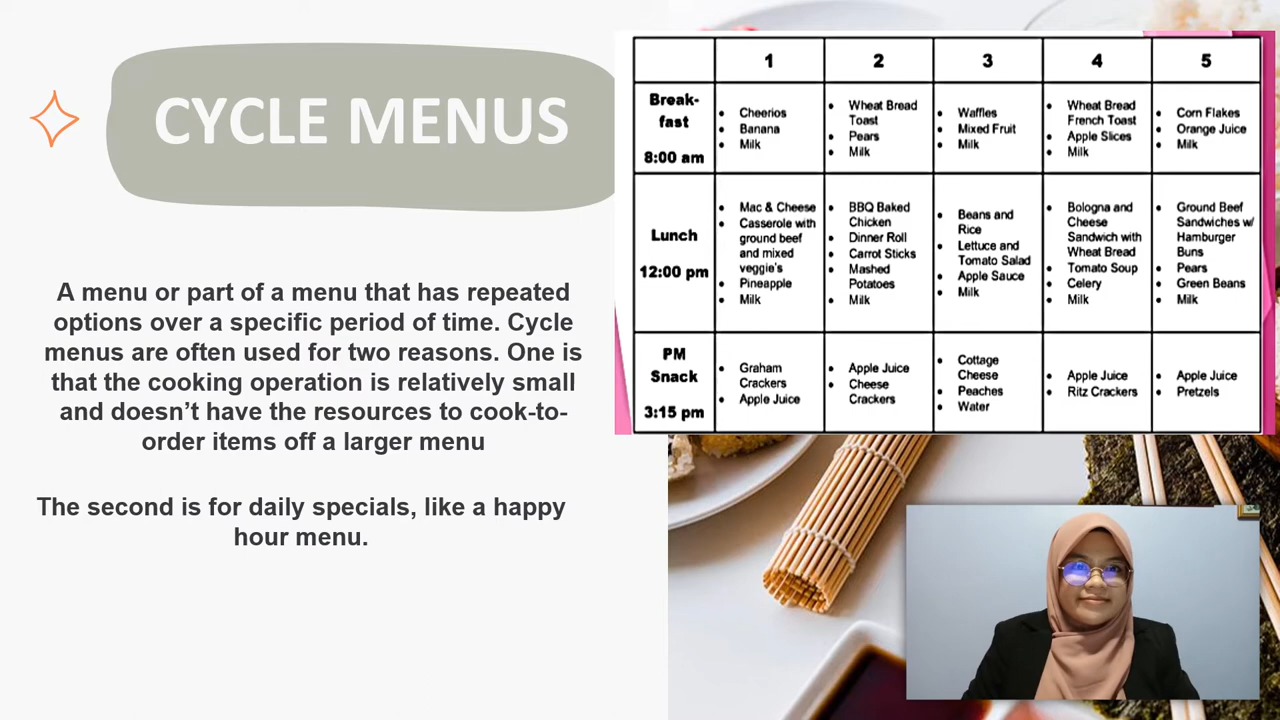 CYCLE MENUS
A menu or part of a menu that has repeated
options over a specific period of time. Cycle
menus are often used for two reasons. One is
that the cooking operation is relatively small
and doesn’t have the resources to cook-to-
order items off a larger menu
The second is for daily specials, like a happy
hour menu.
1 2 3 4 5
Break-
fast
8:00 am
• Cheerios
• Banana
• Milk
• Wheat Bread
Toast
• Pears
• Milk
• Waffles
• Mixed Fruit
• Milk
• Wheat Bread
French Toast
• Apple Slices
• Milk
• Corn Flakes
• Orange Juice
• Milk
Lunch
12:00 pm
• Mac & Cheese
• Casserole with
ground beef
and mixed
veggie's
• Pineapple
• Milk
• BBQ Baked
Chicken
• Dinner Roll
• Carrot Sticks
• Mashed
Potatoes
• Milk
• Beans and
Rice
• Lettuce and
Tomato Salad
• Apple Sauce
• Milk
• Bologna and
Cheese
Sandwich with
Wheat Bread
• Tomato Soup
• Celery
• Milk
• Ground Beef
Sandwiches w/
Hamburger
Buns
• Pears
• Green Beans
• Milk
PM
Snack
3:15 pm
• Graham
Crackers
• Apple Juice
• Apple Juice
• Cheese
Crackers
• Cottage
Cheese
• Peaches
• Water
• Apple Juice
• Ritz Crackers
• Apple Juice
• Pretzels